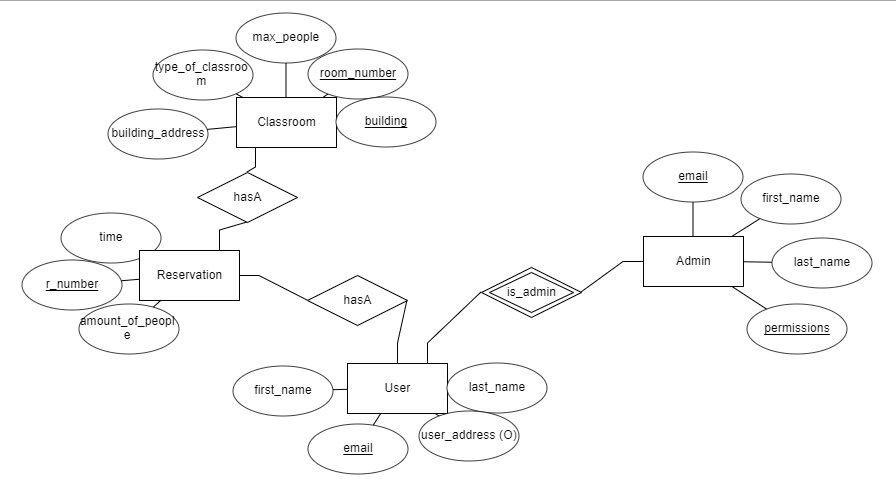 max_people
type_of_classroo
m
room_number
building_address
Classroom
building
hasA
email
first_name
time
Admin
last_name
Reservation
r_number
hasA
is_admin
amount_of_peopl
e
permissions
first_name
User
last_name
email
user_address (O)